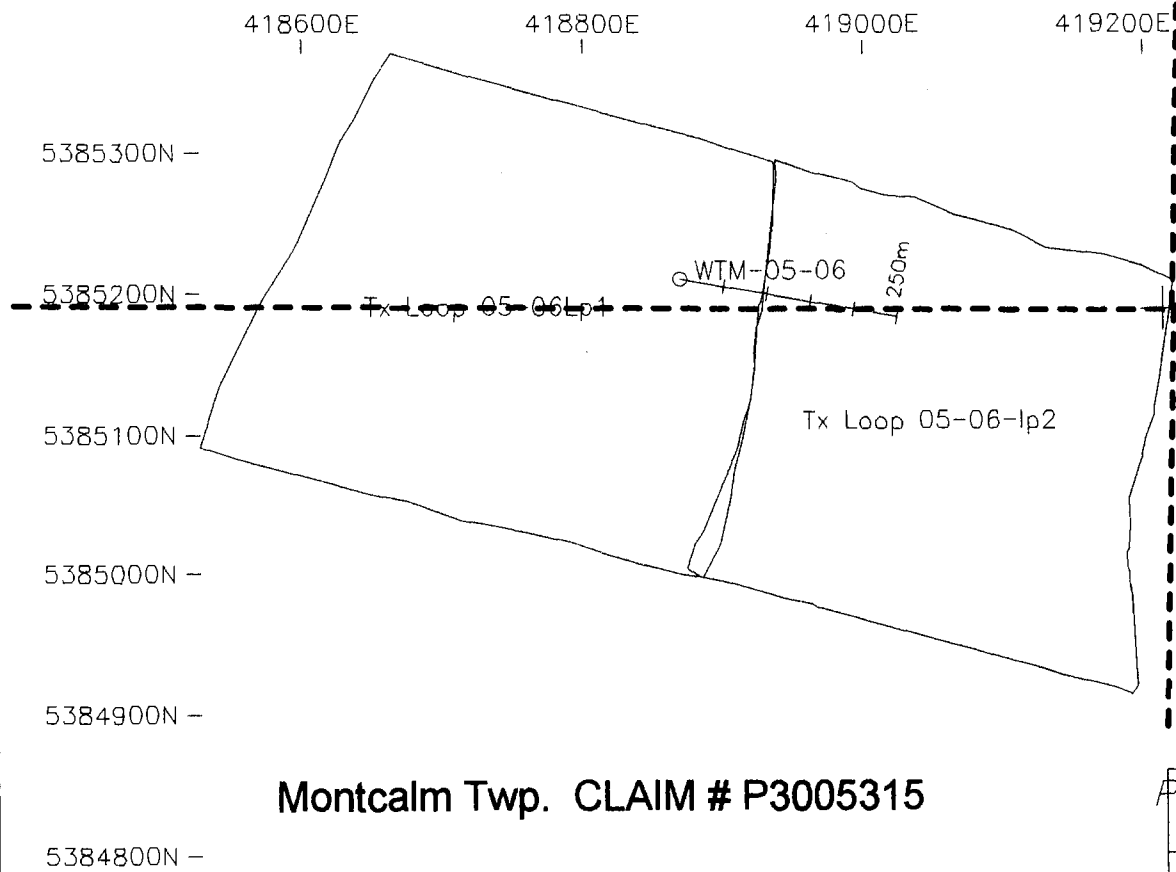 418600E 418800E 419000E 419200E
5385300N
WTM-05-06
250m
5385200N
Tx Loop 05-06Lp1
5385100N
Tx Loop 05-06-lp2
5385000N
5384900N
Montcalm Twp. CLAIM # P3005315
5384800N